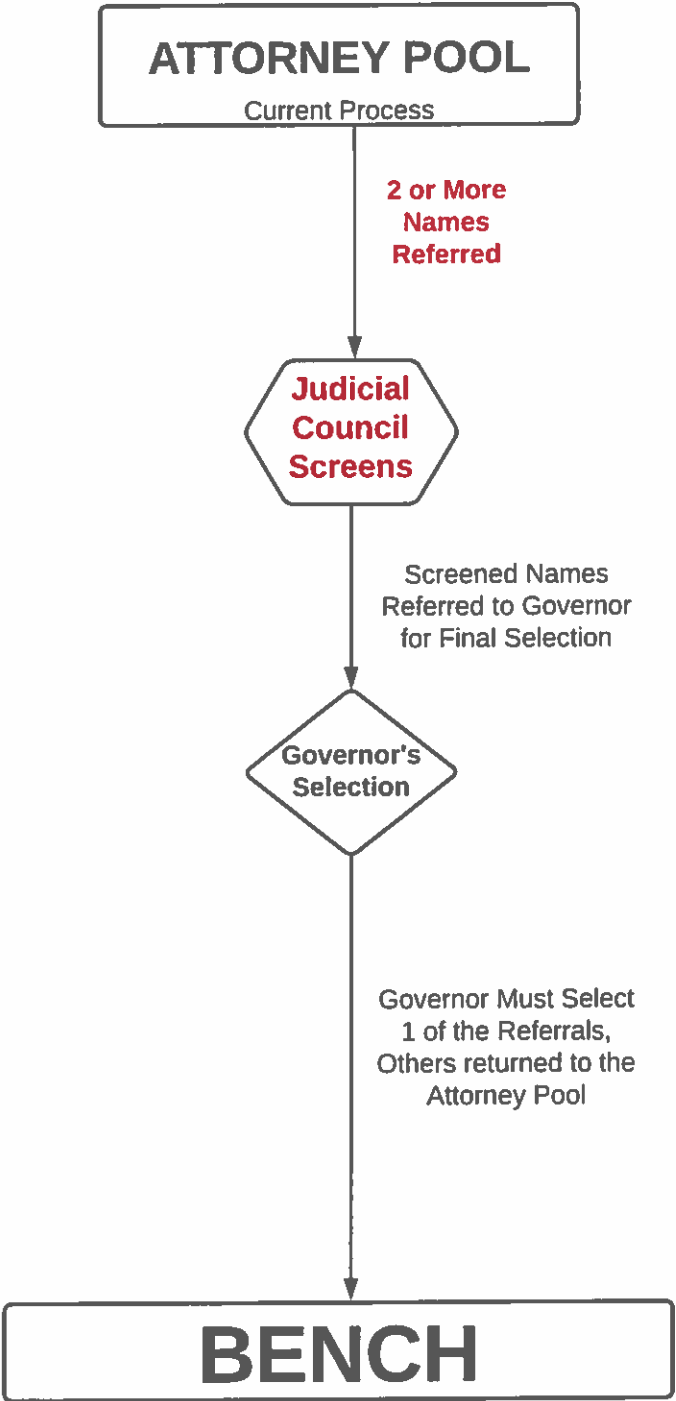 ATTORNEY POOL
Current Process
2 or More
Names
Referred
Judicial
Council
Screens
Screened Names
Referred to Governor
for Final Selection
Governor's
Selection
Governor Must Select
1 of the Referrals,
Others returned to the
Attorney Pool
BENCH